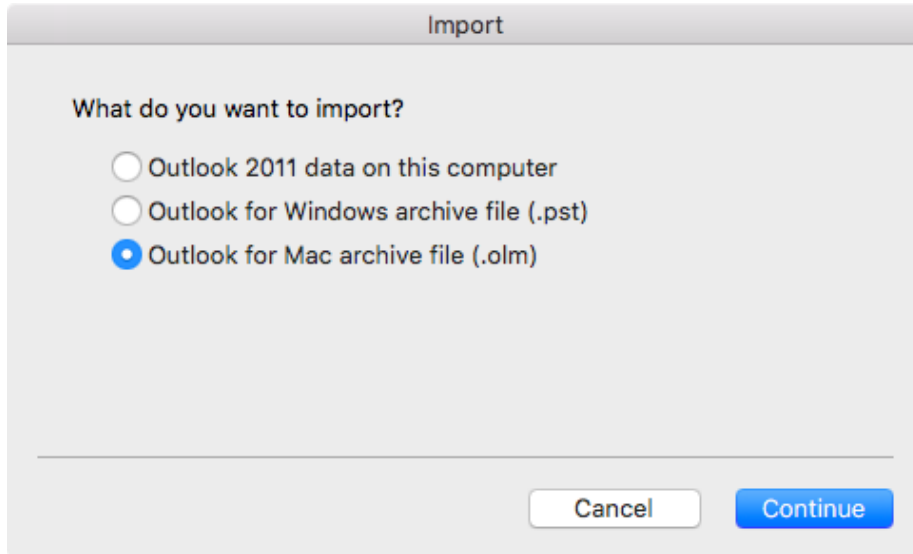 Import
What do you want to import?
Outlook 2011 data on this computer
Outlook for Windows archive file (.pst)
Outlook for Mac archive file (.olm)
Cancel Continue